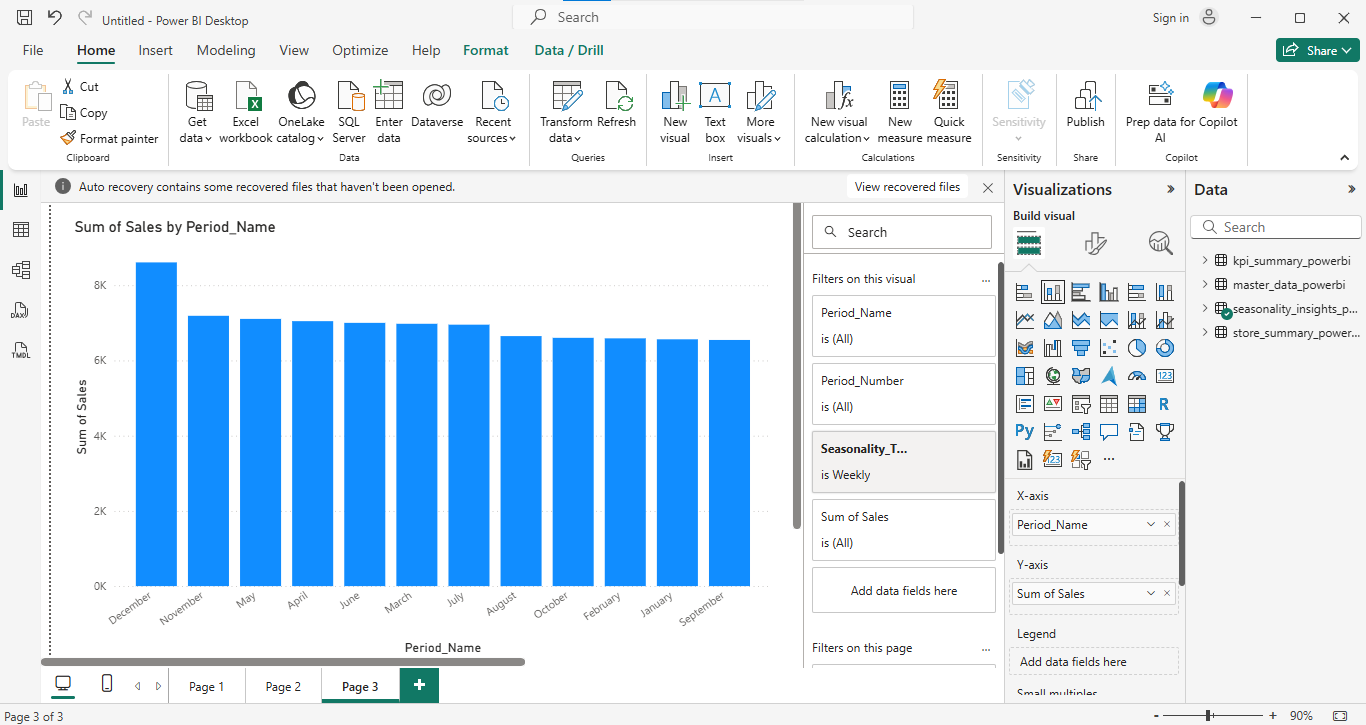 Untitled - Power BI Desktop
Search
Sign in
File Home Insert Modeling View Optimize Help Format Data / Drill
Share
Paste
Cut
Copy
Format painter
Clipboard
Get data
Excel workbook
OneLake catalog
SQL Server
Enter data
Dataverse
Recent sources
Data
Transform data
Refresh
Queries
New visual
Text box
More visuals
Insert
New visual calculation
New measure
Quick measure
Calculations
Sensitivity
Sensitivity
Publish
Share
Prep data for AI
Copilot
Copilot
Auto recovery contains some recovered files that haven't been opened.
View recovered files
Sum of Sales by Period_Name
8K
6K
4K
2K
0K
Sum of Sales
December
November
May
April
June
March
July
August
October
February
January
September
Period_Name
Search
Filters on this visual
...
Period_Name
is (All)
Period_Number
is (All)
Seasonality_T...
is Weekly
Sum of Sales
is (All)
Add data fields here
Filters on this page
...
Visualizations
Build visual
123
R
Py
123
...
X-axis
Period_Name
Y-axis
Sum of Sales
Legend
Add data fields here
Small multiples
Data
Search
kpi_summary_powerbi
master_data_powerbi
seasonality_insights_p...
store_summary_power...
DAX
TMDL
Page 1
Page 2
Page 3
+
Page 3 of 3
- + 90%